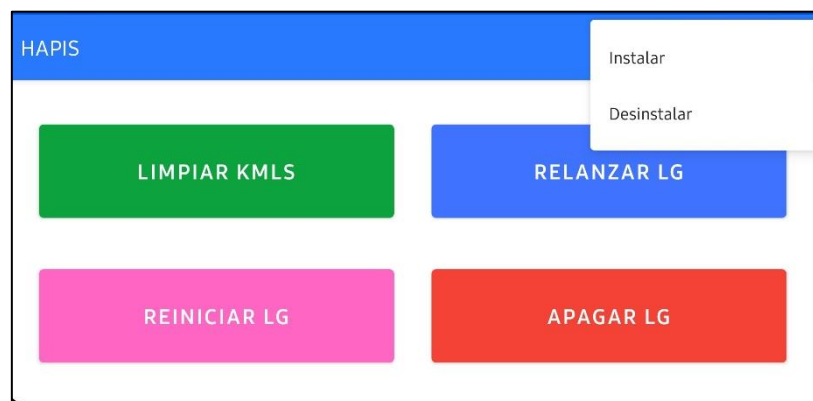 HAPIS
Instalar
Desinstalar
LIMPIAR KMLS
RELANZAR LG
REINICIAR LG
APAGAR LG